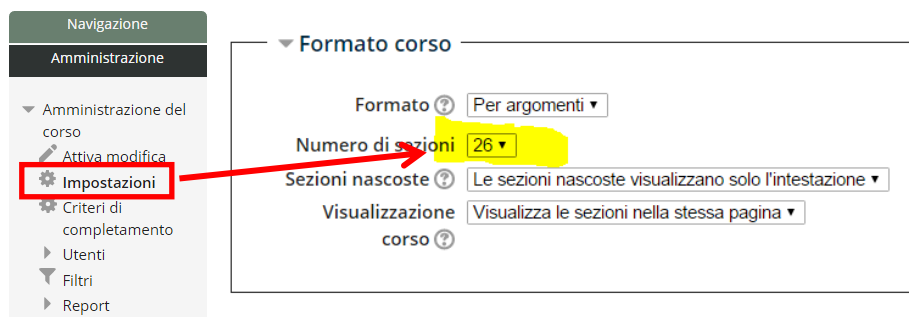 Navigazione
Amministrazione
Amministrazione del
corso
Attiva modifica
Impostazioni
Criteri di
completamento
Utenti
Filtri
Report
Formato corso
Formato ? Per argomenti
Numero di sezioni 26
Sezioni nascoste ? Le sezioni nascoste visualizzano solo l'intestazione
Visualizzazione Visualizza le sezioni nella stessa pagina
corso ?